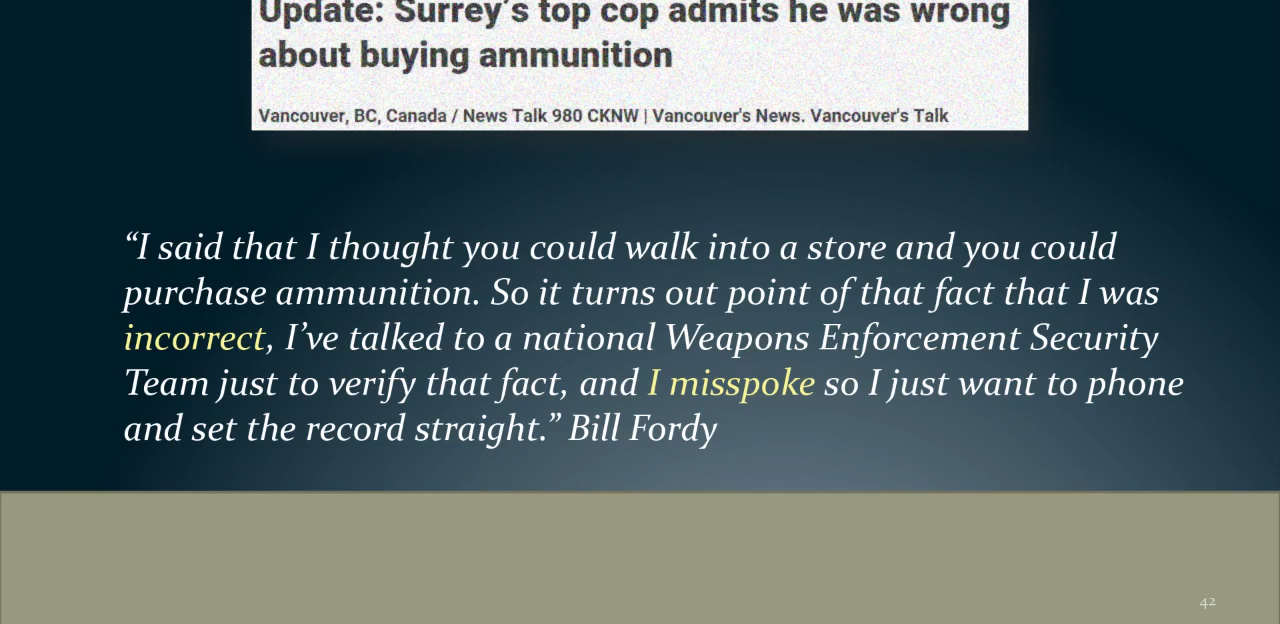 Update: Surrey's top cop admits he was wrong
about buying ammunition
Vancouver, BC, Canada / News Talk 980 CKNW | Vancouver's News. Vancouver's Talk
“I said that I thought you could walk into a store and you could
purchase ammunition. So it turns out point of that fact that I was
incorrect, I’ve talked to a national Weapons Enforcement Security
Team just to verify that fact, and I misspoke so I just want to phone
and set the record straight.” Bill Fordy
42